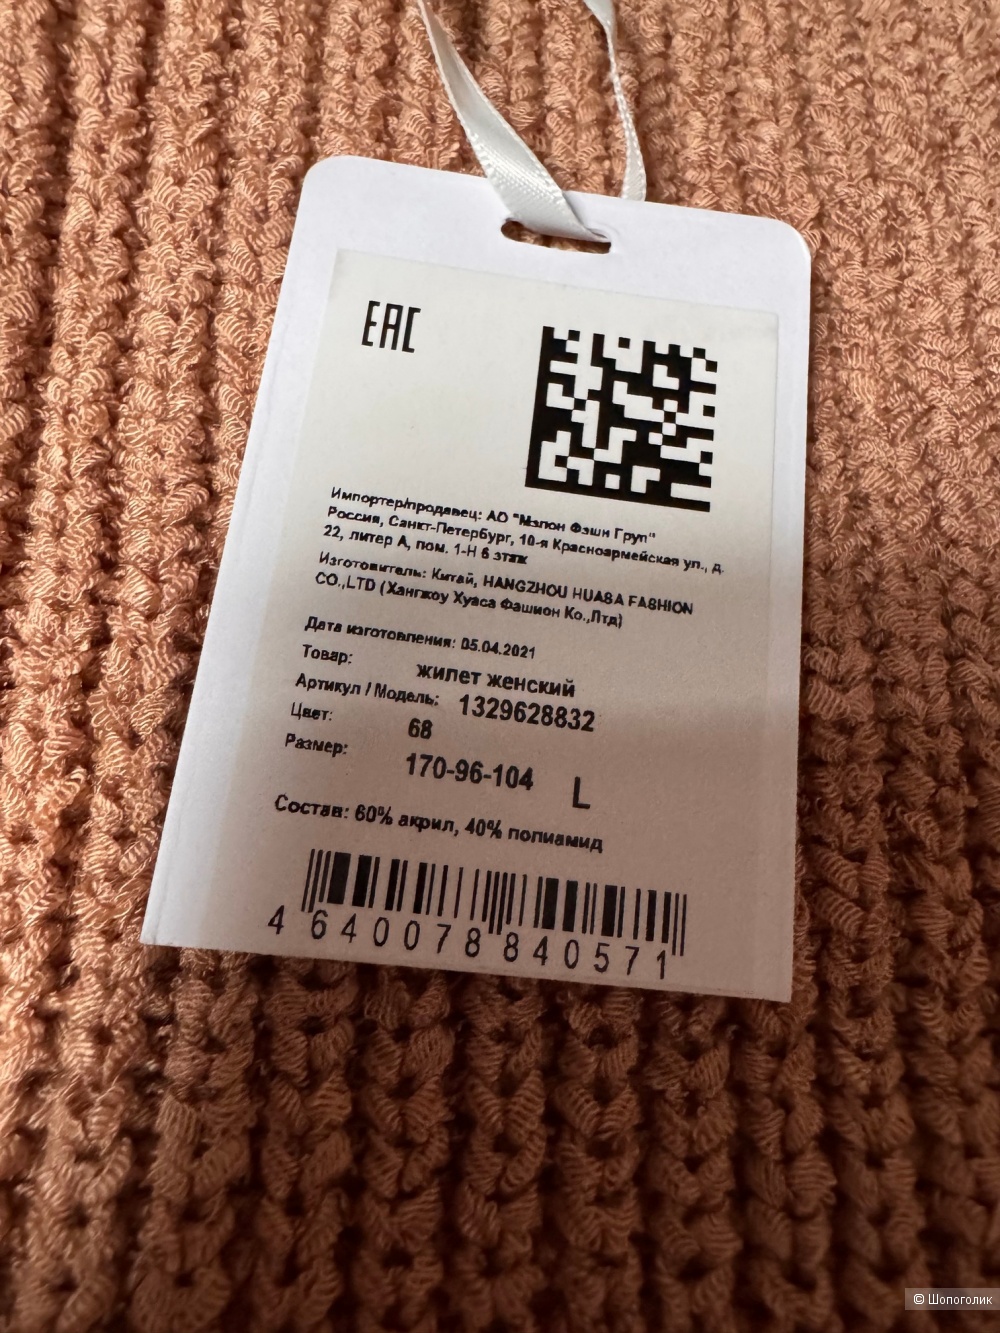 EAC
Импортер/продавец: АО "Мэлон Фэшн Груп"
Россия, Санкт-Петербург, 10-я Красноармейская ул., д.
22, литер А, пом. 1-Н 6 этаж
Изготовитель: Китай, HANGZHOU HUASA FASHION
CO.,LTD (Хангжоу Хуаса Фашион Ко.,Лтд)
Дата изготовления: 05.04.2021
Товар: жилет женский
Артикул / Модель: 1329628832
Цвет: 68
Размер: 170-96-104 L
Состав: 60% акрил, 40% полиамид
4 640078 840571
© Шопоголик